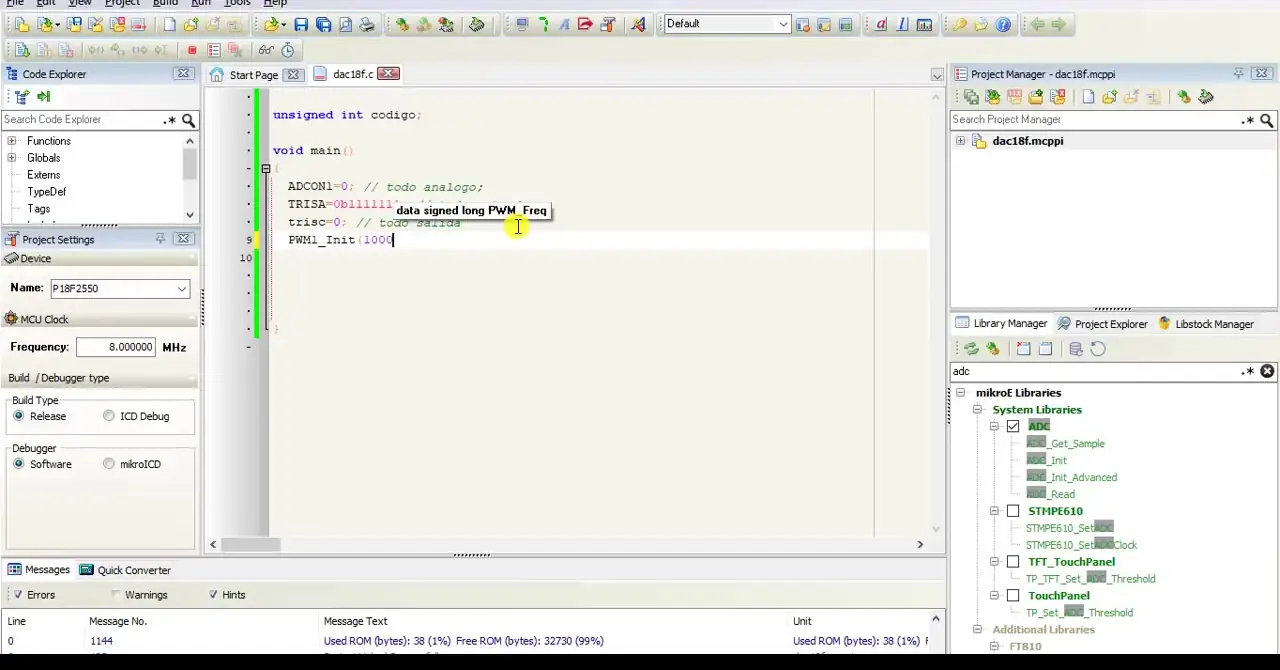 File Edit View Project Build Run Tools Help
Default
Code Explorer
Start Page
dac18f.c
Project Manager - dac18f.mcppi
Search Code Explorer
Search Project Manager
Functions
Globals
Externs
TypeDef
Tags
dac18f.mcppi
unsigned int codigo;
void main()
{
ADCON1=0; // todo analogo;
TRISA=0b111111
data signed long PWM_Freq
trisc=0; // todo salida
9 PWM1_Init(1000
10
}
Project Settings
Device
Name: P18F2550
MCU Clock
Frequency: 8.000000 MHz
Build / Debugger type
Build Type
Release ICD Debug
Debugger
Software mikroICD
Library Manager Project Explorer Libstock Manager
adc
mikroE Libraries
System Libraries
ADC
ADC_Get_Sample
ADC_Init
ADC_Init_Advanced
ADC_Read
STMPE610
STMPE610_SetADC
STMPE610_SetADCClock
TFT_TouchPanel
TP_TFT_Set_ADC_Threshold
TouchPanel
TP_Set_ADC_Threshold
Additional Libraries
FT810
Messages Quick Converter
Errors Warnings Hints
Line Message No. Message Text Unit
0 1144 Used ROM (bytes): 38 (1%) Free ROM (bytes): 32730 (99%) Used ROM (bytes): 38 (1%) F